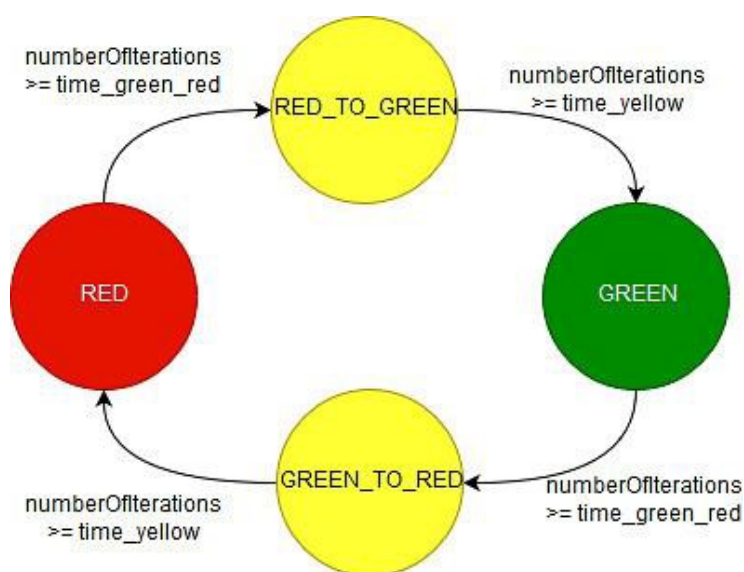 numberOfIterations
>= time_green_red
RED_TO_GREEN
numberOfIterations
>= time_yellow
RED
GREEN
GREEN_TO_RED
numberOfIterations
>= time_yellow
numberOfIterations
>= time_green_red